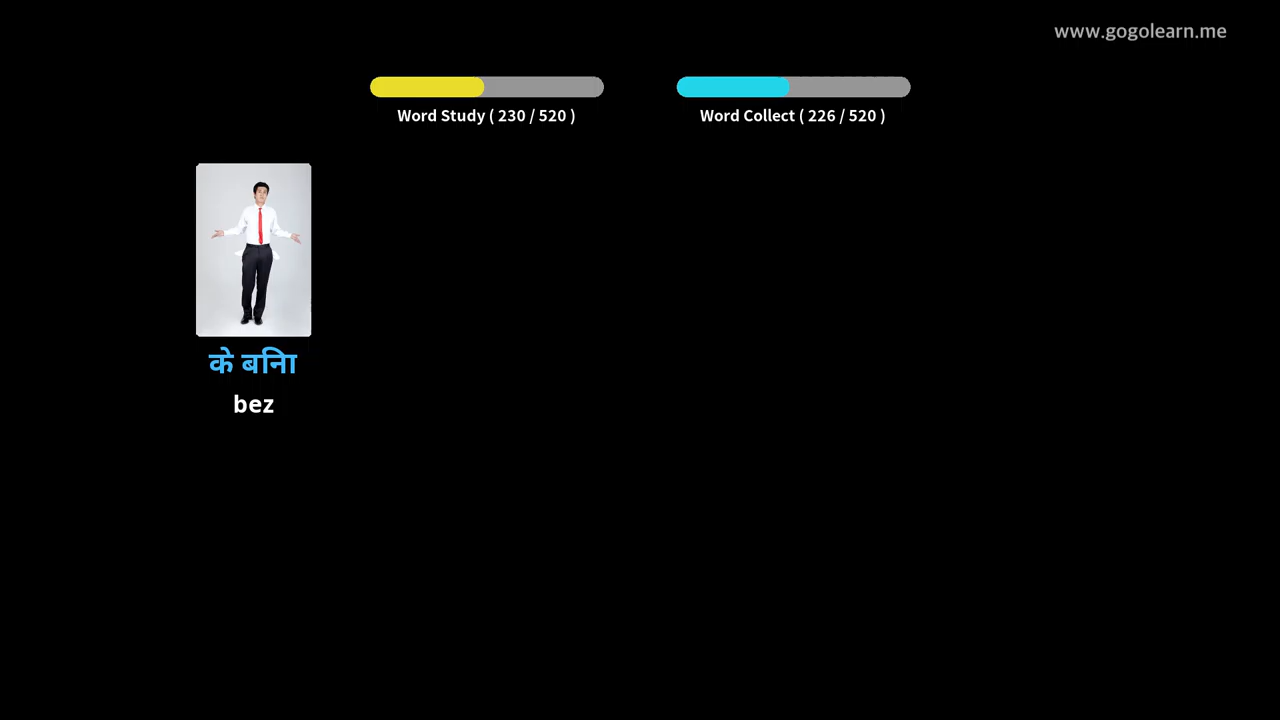 www.gogolearn.me
Word Study ( 230 / 520 )
Word Collect ( 226 / 520 )
के बिना
bez